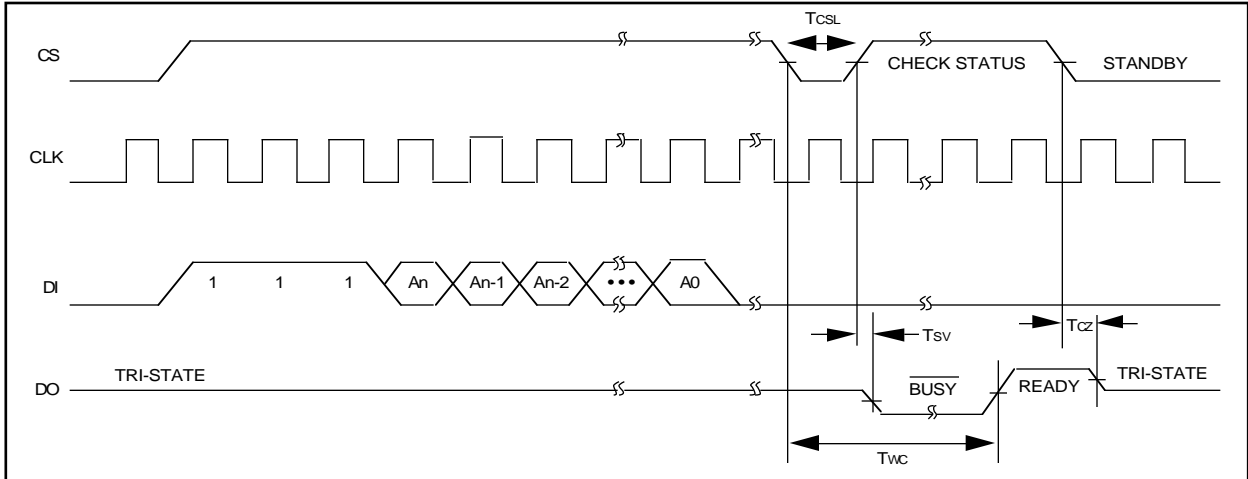 TCSL
CS
CHECK STATUS
STANDBY
CLK
DI
1 1 1 An An-1 An-2 ••• A0
TSV
TCZ
DO
TRI-STATE
BUSY
READY
TRI-STATE
TWC